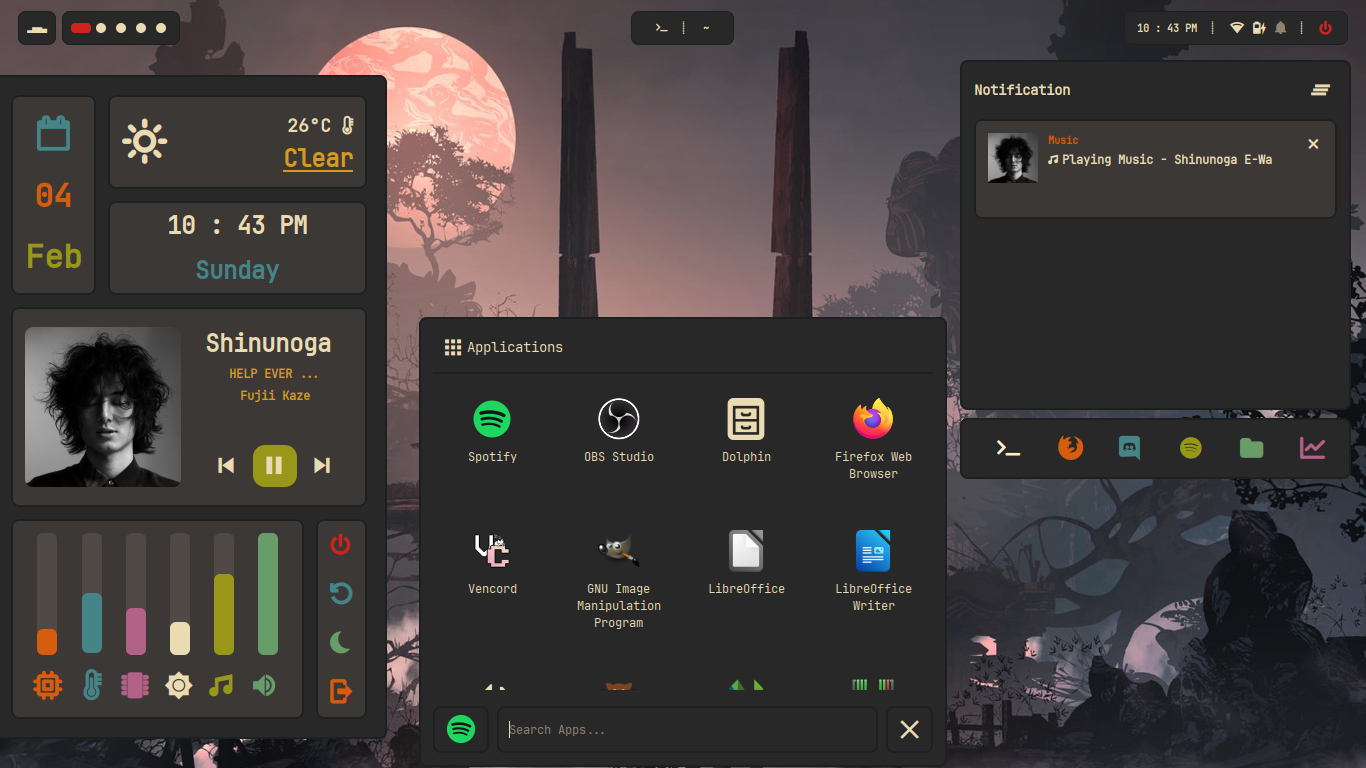 >_ | ~
10 : 43 PM
04
Feb
26°C
Clear
10 : 43 PM
Sunday
Shinunoga
HELP EVER ...
Fujii Kaze
Applications
Spotify
OBS Studio
Dolphin
Firefox Web
Browser
Vencord
GNU Image
Manipulation
Program
LibreOffice
LibreOffice
Writer
Search Apps...
Notification
Music
Playing Music - Shinunoga E-Wa